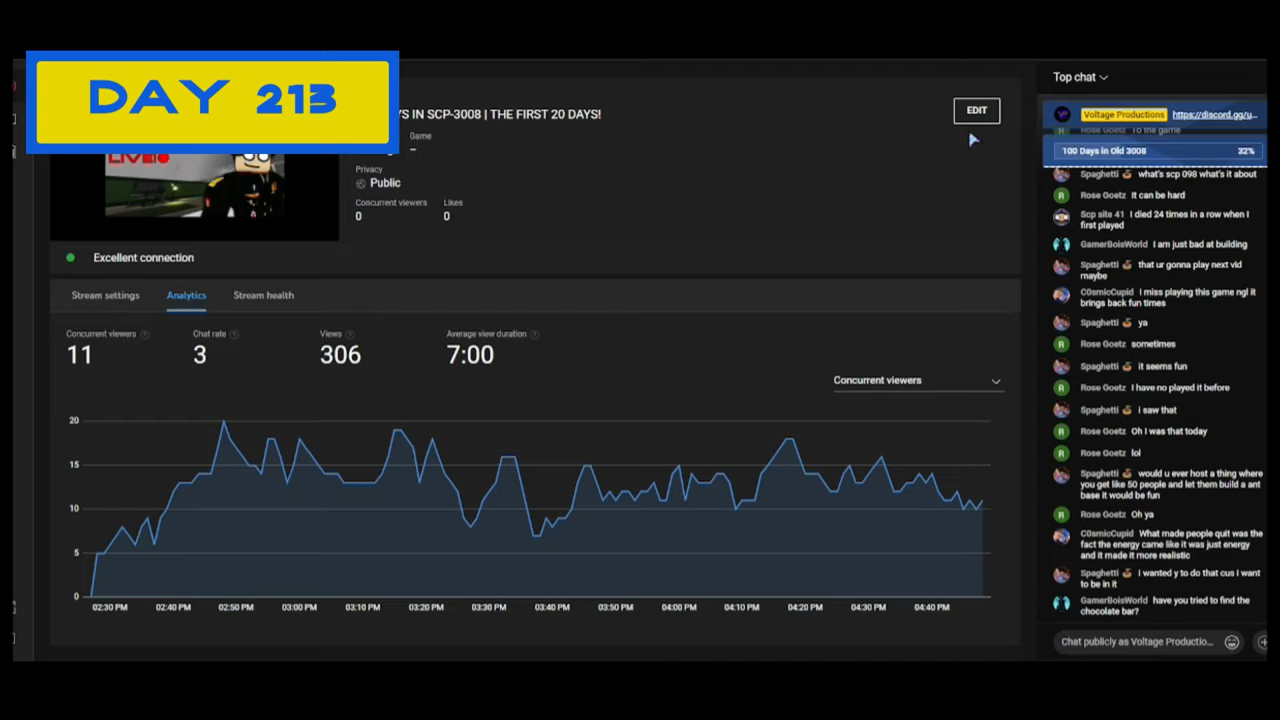 DAY 213
YS IN SCP-3008 | THE FIRST 20 DAYS!
EDIT
Game
–
Privacy
Public
Concurrent viewers Likes
0 0
LIVE
Excellent connection
Stream settings Analytics Stream health
Concurrent viewers Chat rate Views Average view duration
11 3 306 7:00
Concurrent viewers
20
15
10
5
0
02:30 PM 02:40 PM 02:50 PM 03:00 PM 03:10 PM 03:20 PM 03:30 PM 03:40 PM 03:50 PM 04:00 PM 04:10 PM 04:20 PM 04:30 PM 04:40 PM
Top chat
VP Voltage Productions https://discord.gg/u...
Rose Goetz To the game
100 Days in Old 3008 32%
Spaghetti what's scp 098 what's it about
R Rose Goetz It can be hard
Scp site 41 I died 24 times in a row when I
first played
GamerBoisWorld I am just bad at building
Spaghetti that ur gonna play next vid
maybe
C0smicCupid I miss playing this game ngl it
brings back fun times
Spaghetti ya
R Rose Goetz sometimes
Spaghetti it seems fun
R Rose Goetz I have no played it before
Spaghetti i saw that
R Rose Goetz Oh I was that today
R Rose Goetz lol
Spaghetti would u ever host a thing where
you get like 50 people and let them build a ant
base it would be fun
R Rose Goetz Oh ya
C0smicCupid What made people quit was the
fact the energy came like it was just energy
and it made it more realistic
Spaghetti I wanted y to do that cus I want
to be in it
GamerBoisWorld have you tried to find the
chocolate bar?
Chat publicly as Voltage Productio...